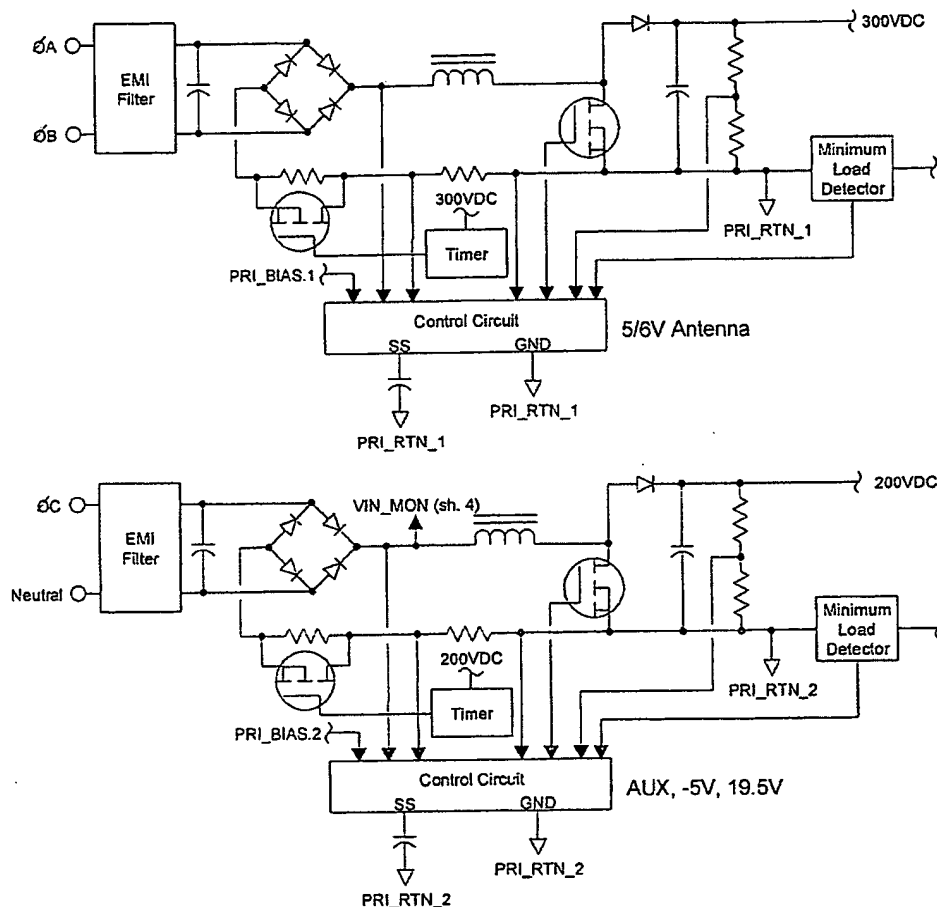 300VDC
ØA
EMI
Filter
ØB
Minimum
Load
Detector
300VDC
PRI_RTN_1
Timer
PRI_BIAS.1
Control Circuit
5/6V Antenna
SS
GND
PRI_RTN_1
PRI_RTN_1
200VDC
ØC
VIN_MON (sh. 4)
EMI
Filter
Neutral
Minimum
Load
Detector
200VDC
PRI_RTN_2
Timer
PRI_BIAS.2
Control Circuit
AUX, -5V, 19.5V
SS
GND
PRI_RTN_2
PRI_RTN_2